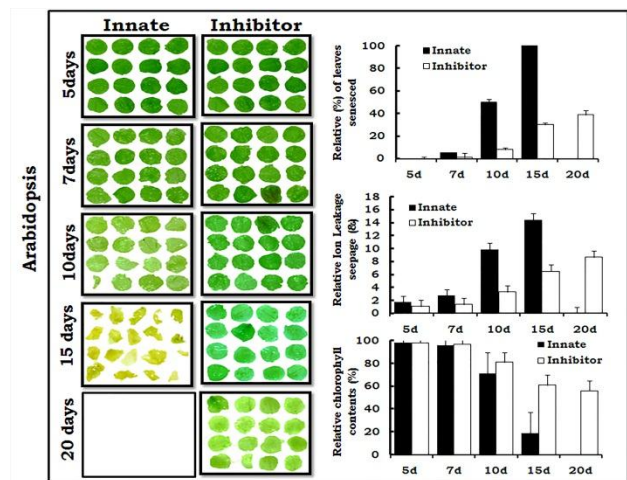 Innate
Inhibitor
Arabidopsis
5days
7days
10days
15 days
20 days
Relative (%) of leaves
senesced
100
80
60
40
20
0
Innate
Inhibitor
5d 7d 10d 15d 20d
Relative Ion Leakage
seepage (%)
18
16
14
12
10
8
6
4
2
0
Innate
Inhibitor
5d 7d 10d 15d 20d
Relative chlorophyll
contents (%)
100
80
60
40
20
0
Innate
Inhibitor
5d 7d 10d 15d 20d